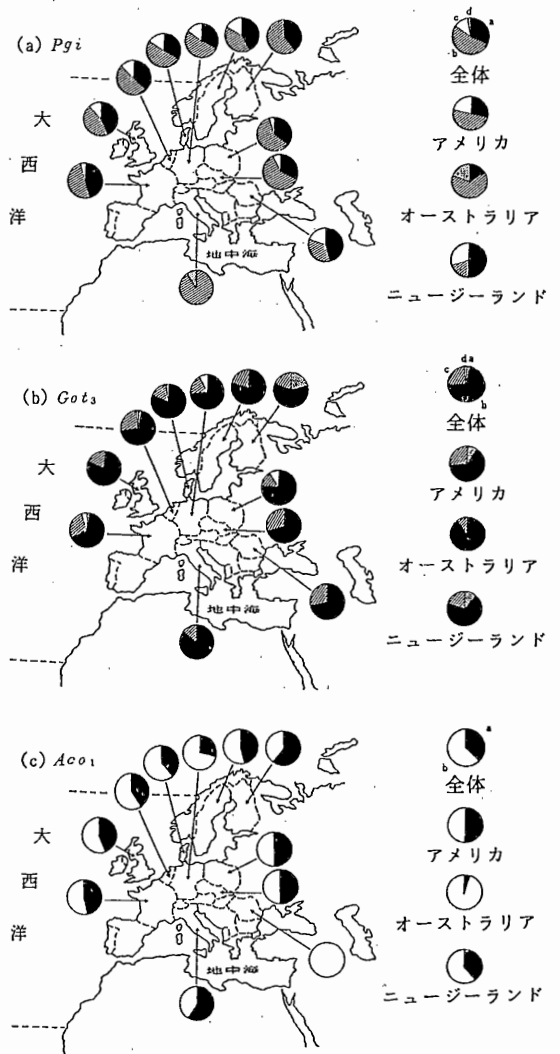 (a) Pgi
d
c a
b
全体
大
西
洋
アメリカ
オーストラリア
地中海
ニュージーランド
(b) Got₃
d a
c
b
全体
大
西
洋
アメリカ
オーストラリア
地中海
ニュージーランド
(c) Aco₁
a
b
全体
大
西
洋
アメリカ
オーストラリア
地中海
ニュージーランド